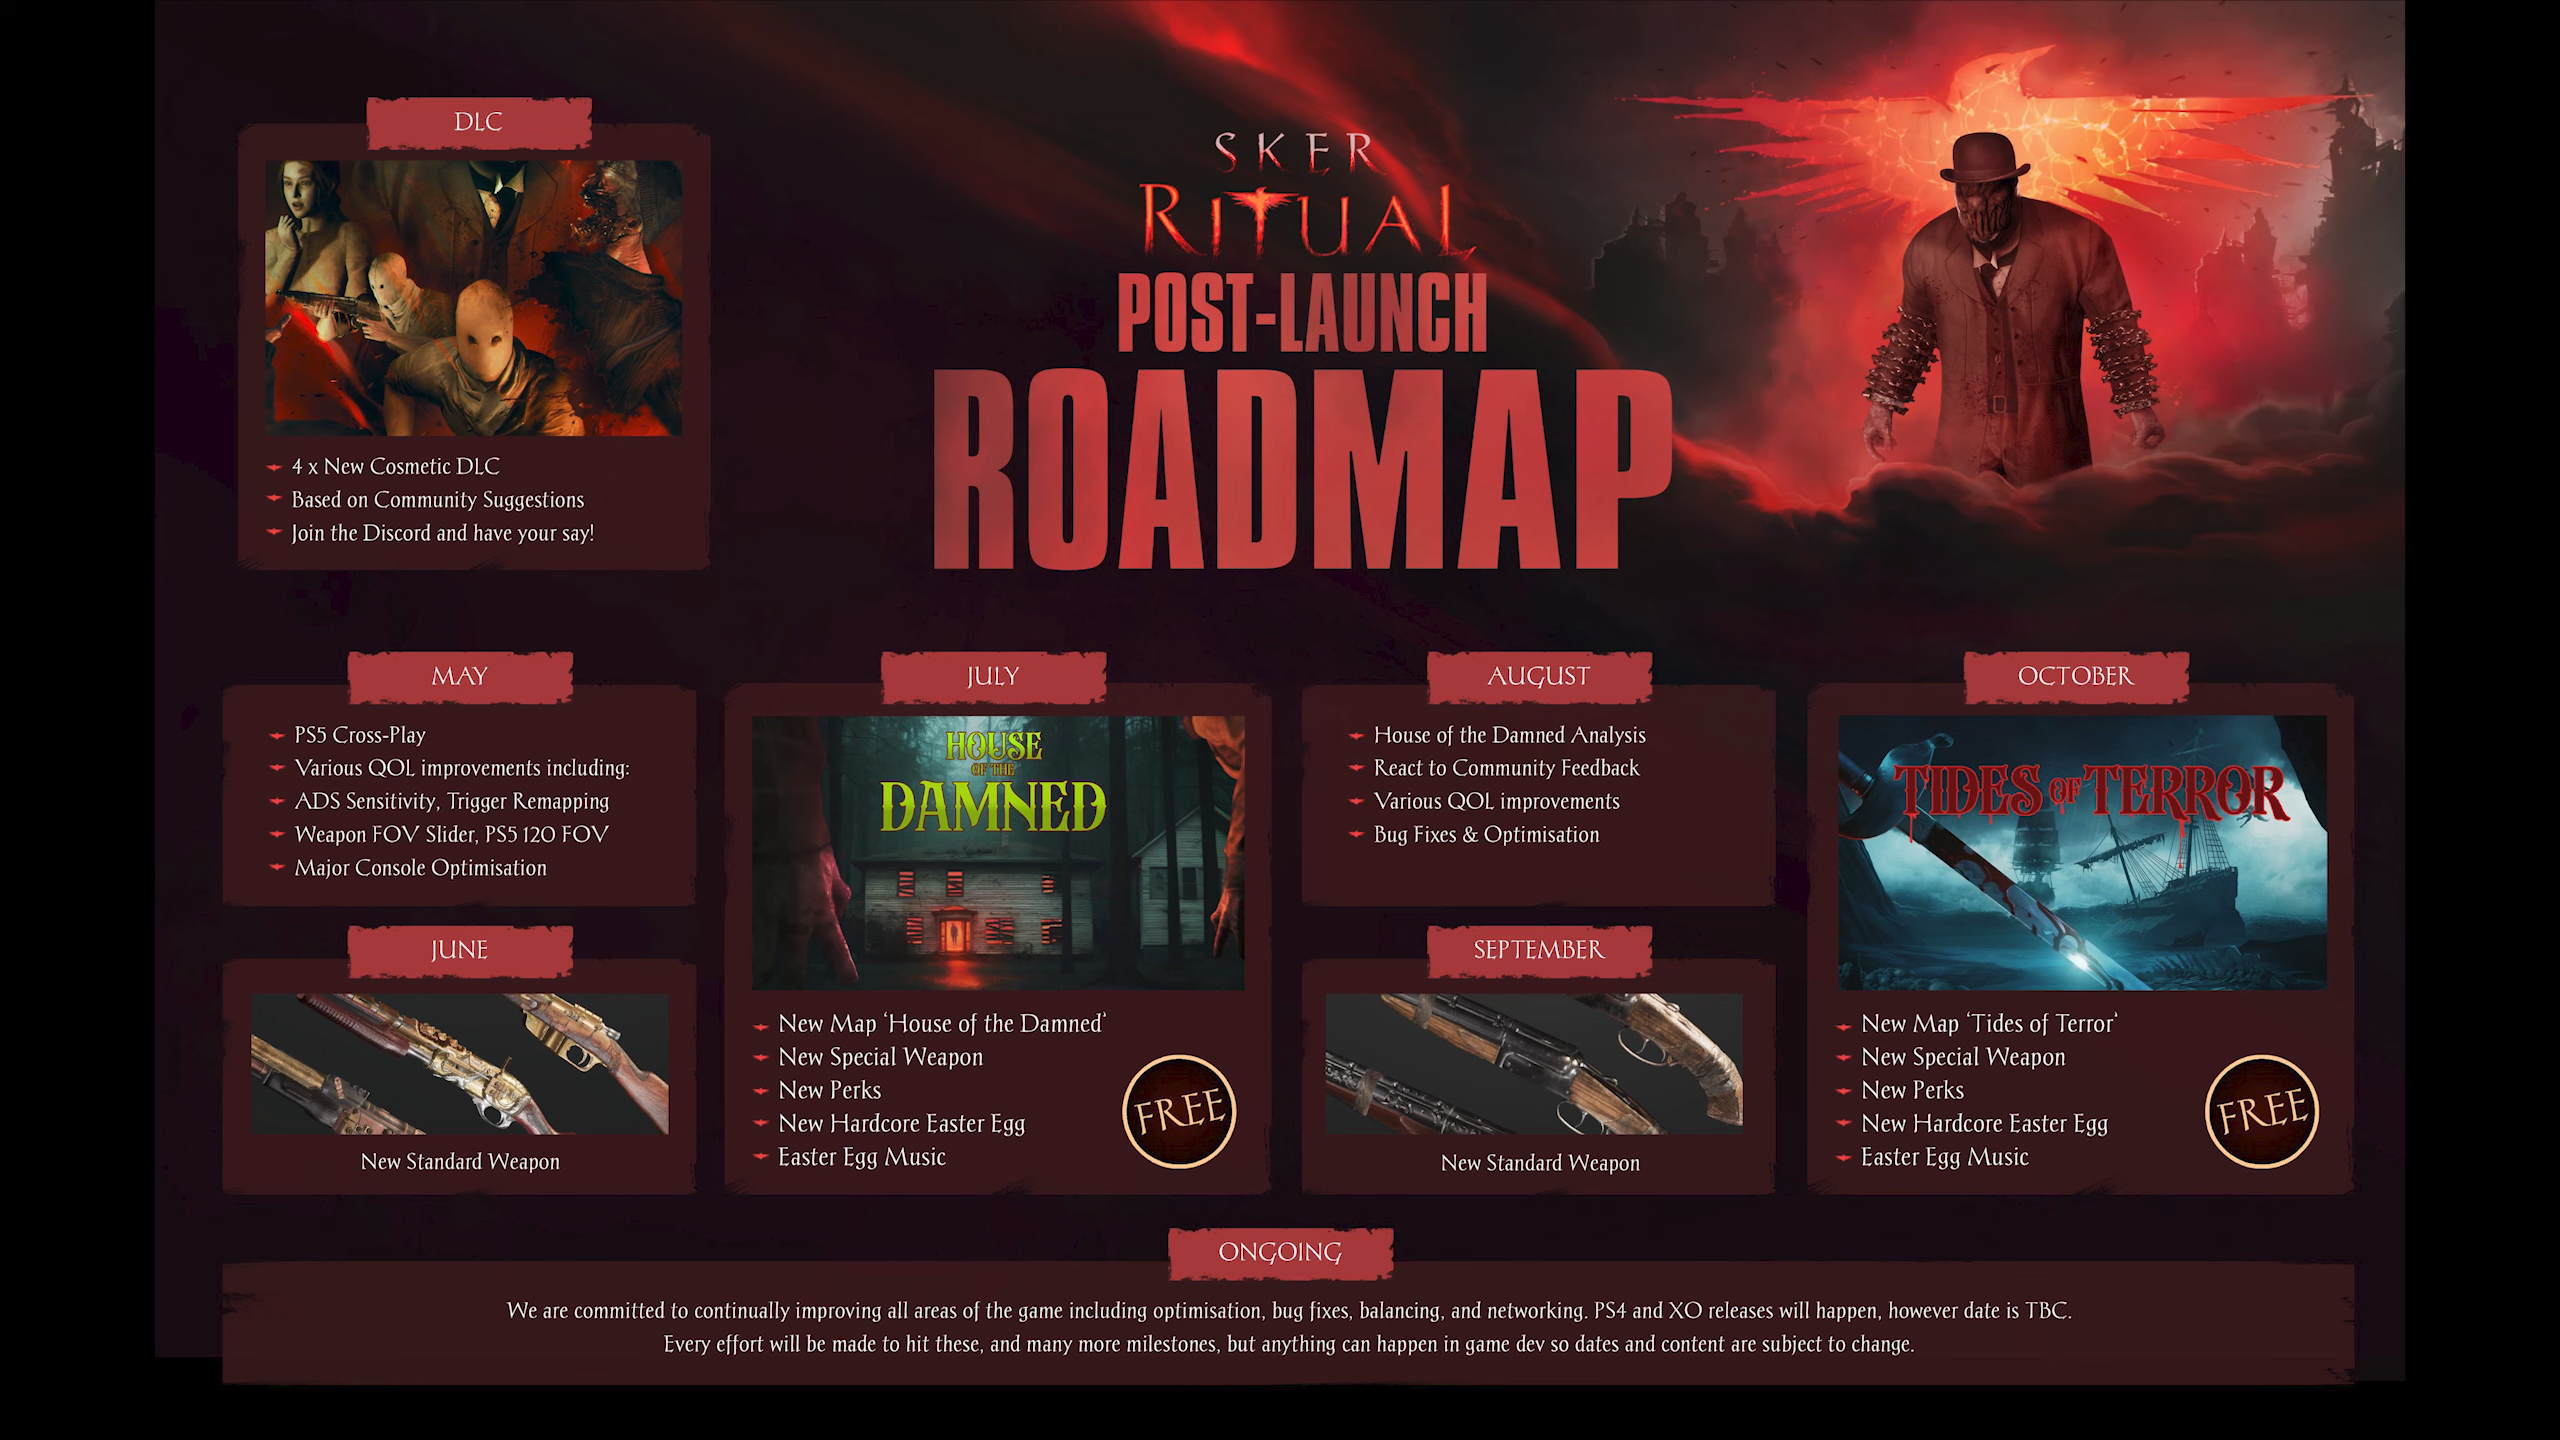 DLC
4 x New Cosmetic DLC
Based on Community Suggestions
Join the Discord and have your say!
SKER
RITUAL
POST-LAUNCH
ROADMAP
MAY
PS5 Cross-Play
Various QOL improvements including:
ADS Sensitivity, Trigger Remapping
Weapon FOV Slider, PS5 120 FOV
Major Console Optimisation
JUNE
New Standard Weapon
JULY
HOUSE
OF THE
DAMNED
New Map ‘House of the Damned’
New Special Weapon
New Perks
New Hardcore Easter Egg
Easter Egg Music
FREE
AUGUST
House of the Damned Analysis
React to Community Feedback
Various QOL improvements
Bug Fixes & Optimisation
SEPTEMBER
New Standard Weapon
OCTOBER
TIDES OF TERROR
New Map ‘Tides of Terror’
New Special Weapon
New Perks
New Hardcore Easter Egg
Easter Egg Music
FREE
ONGOING
We are committed to continually improving all areas of the game including optimisation, bug fixes, balancing, and networking. PS4 and XO releases will happen, however date is TBC.
Every effort will be made to hit these, and many more milestones, but anything can happen in game dev so dates and content are subject to change.